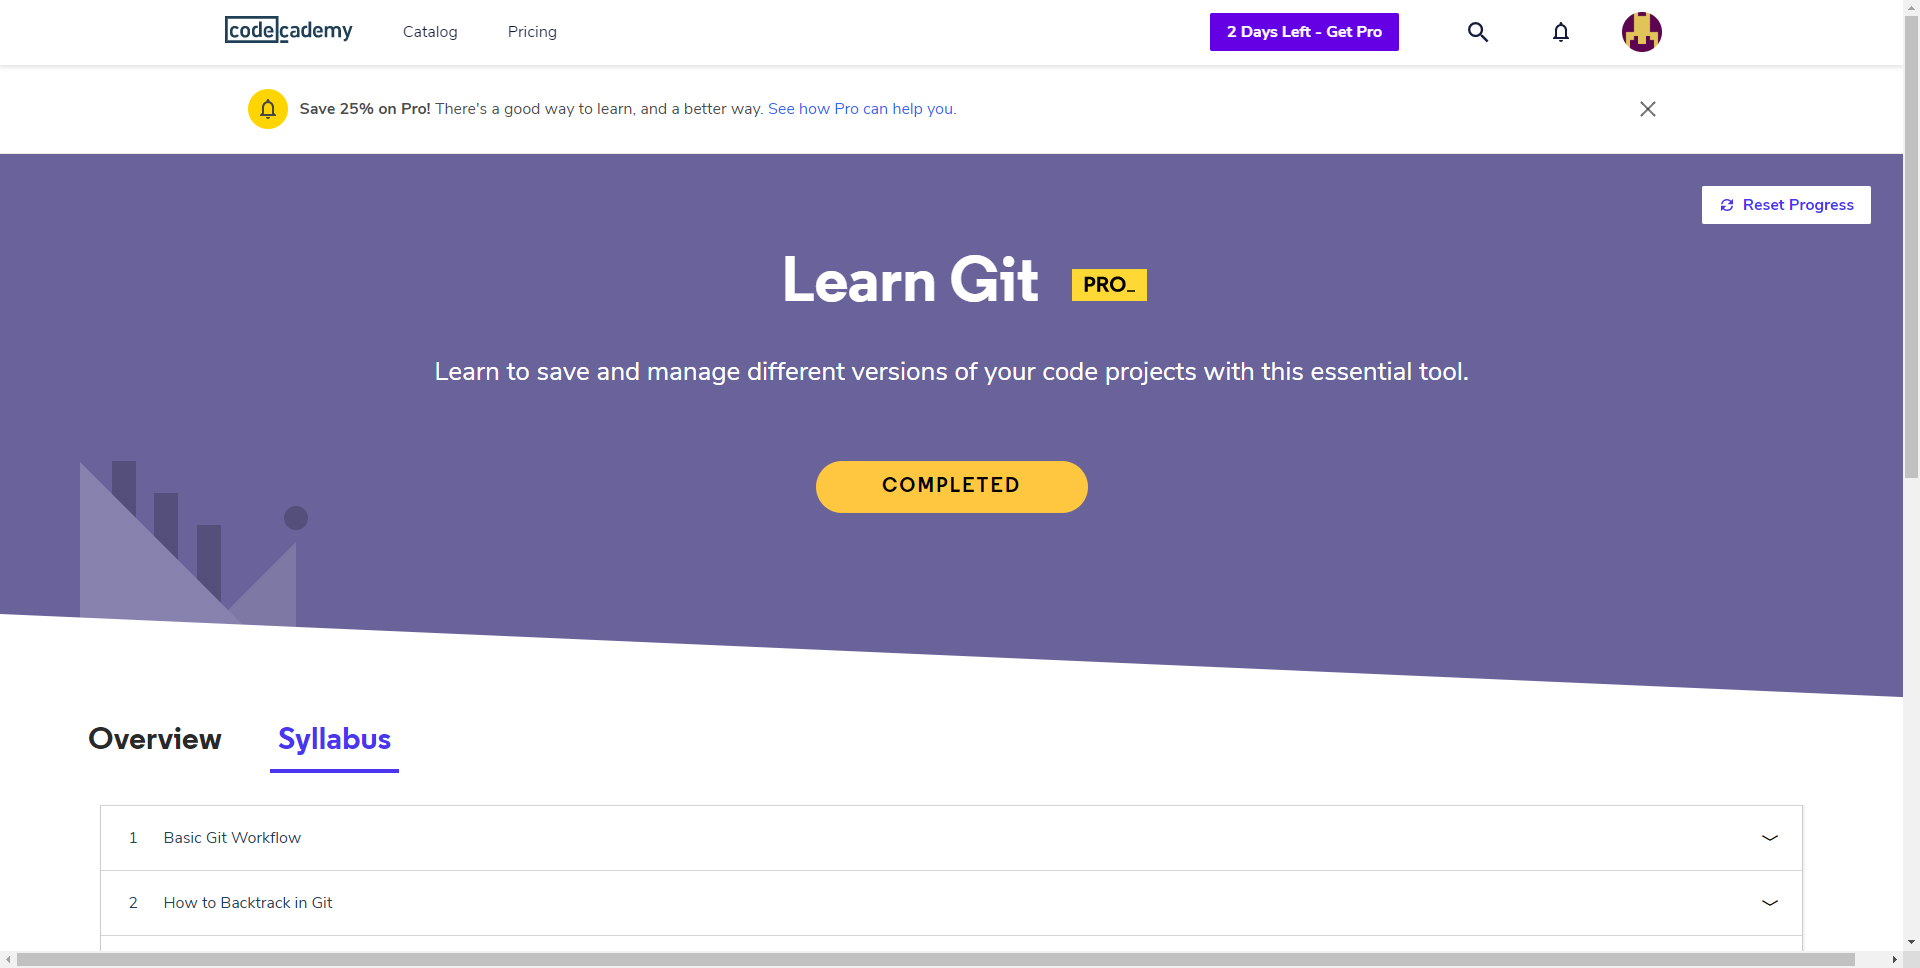 codecademy Catalog Pricing 2 Days Left - Get Pro
Save 25% on Pro! There's a good way to learn, and a better way. See how Pro can help you.
Reset Progress
Learn Git PRO_
Learn to save and manage different versions of your code projects with this essential tool.
COMPLETED
Overview Syllabus
1 Basic Git Workflow
2 How to Backtrack in Git